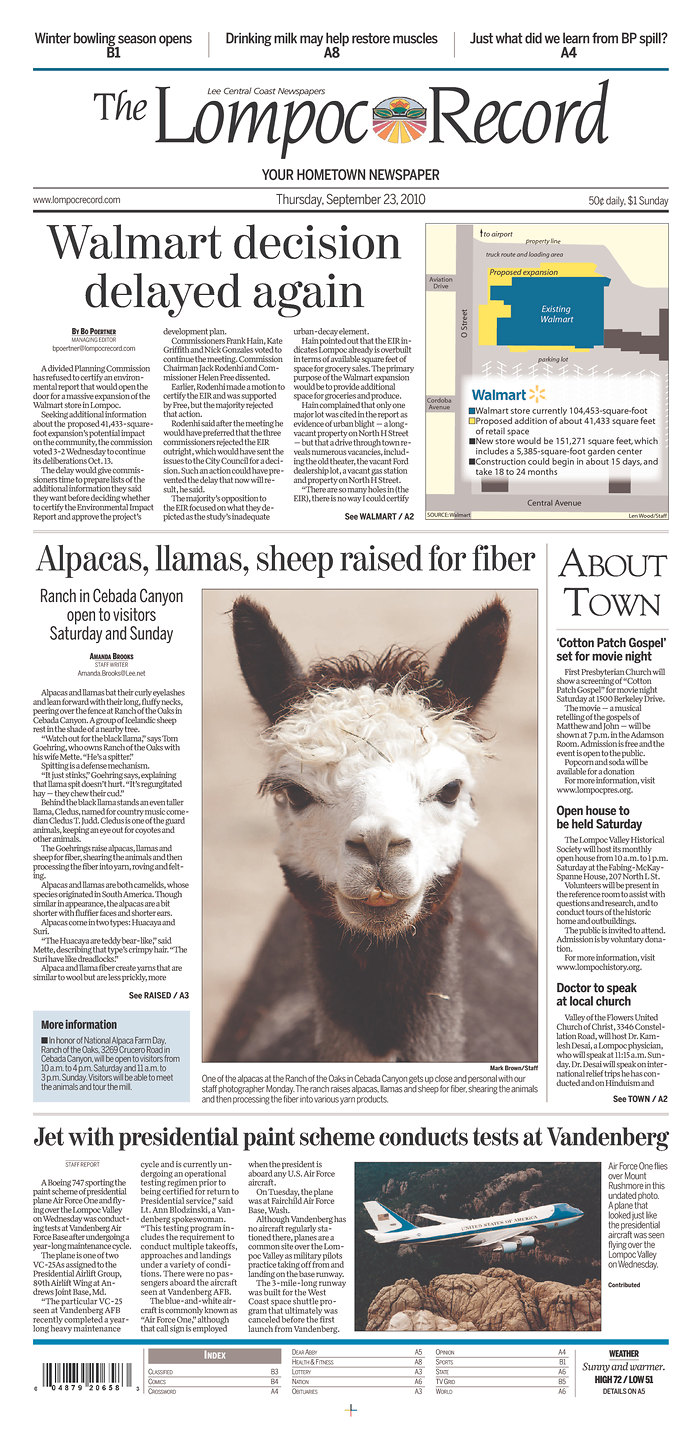 Winter bowling season opens
B1
Drinking milk may help restore muscles
A8
Just what did we learn from BP spill?
A4
Lee Central Coast Newspapers
The Lompoc Record
YOUR HOMETOWN NEWSPAPER
www.lompocrecord.com
Thursday, September 23, 2010
50¢ daily, $1 Sunday
Walmart decision
delayed again
By Bo Poertner
MANAGING EDITOR
bpoertner@lompocrecord.com
A divided Planning Commission
has refused to certify an environ-
mental report that would open the
door for a massive expansion of the
Walmart store in Lompoc.
Seeking additional information
about the proposed 41,433-square-
foot expansion's potential impact
on the community, the commission
voted 3-2 Wednesday to continue
its deliberations Oct. 13.
The delay would give commis-
sioners time to prepare lists of the
additional information they said
they want before deciding whether
to certify the Environmental Impact
Report and approve the project's
development plan.
Commissioners Frank Hain, Kate
Griffith and Nick Gonzales voted to
continue the meeting. Commission
Chairman Jack Rodenhi and Com-
missioner Helen Free dissented.
Earlier, Rodenhi made a motion to
certify the EIR and was supported
by Free, but the majority rejected
that action.
Rodenhi said after the meeting he
would have preferred that the three
commissioners rejected the EIR
outright, which would have sent the
issues to the City Council for a deci-
sion. Such an action could have pre-
vented the delay that now will re-
sult, he said.
The majority's opposition to
the EIR focused on what they de-
picted as the study's inadequate
urban-decay element.
Hain pointed out that the EIR in-
dicates Lompoc already is overbuilt
in terms of available square feet of
space for grocery sales. The primary
purpose of the Walmart expansion
would be to provide additional
space for groceries and produce.
Hain complained that only one
major lot was cited in the report as
evidence of urban blight — a long-
vacant property on North H Street
— but that a drive through town re-
veals numerous vacancies, includ-
ing the old theater, the vacant Ford
dealership lot, a vacant gas station
and property on North H Street.
"There are so many holes in (the
EIR), there is no way I could certify
See WALMART / A2
to airport
property line
truck route and loading area
Proposed expansion
Aviation
Drive
Existing
Walmart
O Street
parking lot
Cordoba
Avenue
Walmart
Walmart store currently 104,453-square-foot
Proposed addition of about 41,433 square feet
of retail space
New store would be 151,271 square feet, which
includes a 5,385-square-foot garden center
Construction could begin in about 15 days, and
take 18 to 24 months
Central Avenue
SOURCE: Walmart
Len Wood/Staff
Alpacas, llamas, sheep raised for fiber
Ranch in Cebada Canyon
open to visitors
Saturday and Sunday
Amanda Brooks
STAFF WRITER
Amanda.Brooks@Lee.net
Alpacas and llamas bat their curly eyelashes
and lean forward with their long, fluffy necks,
peering over the fence at Ranch of the Oaks in
Cebada Canyon. A group of Icelandic sheep
rest in the shade of a nearby tree.
"Watch out for the black llama," says Tom
Goehring, who owns Ranch of the Oaks with
his wife Mette. "He's a spitter."
Spitting is a defense mechanism.
"It just stinks," Goehring says, explaining
that llama spit doesn't hurt. "It's regurgitated
hay — they chew their cud."
Behind the black llama stands an even taller
llama, Cledus, named for country music come-
dian Cledus T. Judd. Cledus is one of the guard
animals, keeping an eye out for coyotes and
other animals.
The Goehrings raise alpacas, llamas and
sheep for fiber, shearing the animals and then
processing the fiber into yarn, roving and felt-
ing.
Alpacas and llamas are both camelids, whose
species originated in South America. Though
similar in appearance, the alpacas are a bit
shorter with fluffier faces and shorter ears.
Alpacas come in two types: Huacaya and
Suri.
"The Huacaya are teddy bear-like," said
Mette, describing that type's crimpy hair. "The
Suri have like dreadlocks."
Alpaca and llama fiber create yarns that are
similar to wool but are less prickly, more
See RAISED / A3
More information
In honor of National Alpaca Farm Day,
Ranch of the Oaks, 3269 Crucero Road in
Cebada Canyon, will be open to visitors from
10 a.m. to 4 p.m. Saturday and 11 a.m. to
3 p.m. Sunday. Visitors will be able to meet
the animals and tour the mill.
Mark Brown/Staff
One of the alpacas at the Ranch of the Oaks in Cebada Canyon gets up close and personal with our
staff photographer Monday. The ranch raises alpacas, llamas and sheep for fiber, shearing the animals
and then processing the fiber into various yarn products.
About
Town
'Cotton Patch Gospel'
set for movie night
First Presbyterian Church will
show a screening of "Cotton
Patch Gospel" for movie night
Saturday at 1500 Berkeley Drive.
The movie — a musical
retelling of the gospels of
Matthew and John — will be
shown at 7 p.m. in the Adamson
Room. Admission is free and the
event is open to the public.
Popcorn and soda will be
available for a donation
For more information, visit
www.lompocpres.org.
Open house to
be held Saturday
The Lompoc Valley Historical
Society will host its monthly
open house from 10 a.m. to 1 p.m.
Saturday at the Fabing-McKay-
Spanne House, 207 North L St.
Volunteers will be present in
the reference room to assist with
questions and research, and to
conduct tours of the historic
home and outbuildings.
The public is invited to attend.
Admission is by voluntary dona-
tion.
For more information, visit
www.lompochistory.org.
Doctor to speak
at local church
Valley of the Flowers United
Church of Christ, 3346 Constel-
lation Road, will host Dr. Kam-
lesh Desai, a Lompoc physician,
who will speak at 11:15 a.m. Sun-
day. Dr. Desai will speak on inter-
national relief trips he has con-
ducted and on Hinduism and
See TOWN / A2
Jet with presidential paint scheme conducts tests at Vandenberg
STAFF REPORT
A Boeing 747 sporting the
paint scheme of presidential
plane Air Force One and fly-
ing over the Lompoc Valley
on Wednesday was conduct-
ing tests at Vandenberg Air
Force Base after undergoing a
year-long maintenance cycle.
The plane is one of two
VC-25As assigned to the
Presidential Airlift Group,
89th Airlift Wing at An-
drews Joint Base, Md.
"The particular VC-25
seen at Vandenberg AFB
recently completed a year-
long heavy maintenance
cycle and is currently un-
dergoing an operational
testing regimen prior to
being certified for return to
Presidential service," said
Lt. Ann Blodzinski, a Van-
denberg spokeswoman.
"This testing program in-
cludes the requirement to
conduct multiple takeoffs,
approaches and landings
under a variety of condi-
tions. There were no pas-
sengers aboard the aircraft
seen at Vandenberg AFB.
The blue-and-white air-
craft is commonly known as
"Air Force One," although
that call sign is employed
when the president is
aboard any U.S. Air Force
aircraft.
On Tuesday, the plane
was at Fairchild Air Force
Base, Wash.
Although Vandenberg has
no aircraft regularly sta-
tioned there, planes are a
common site over the Lom-
poc Valley as military pilots
practice taking off from and
landing on the base runway.
The 3-mile-long runway
was built for the West
Coast space shuttle pro-
gram that ultimately was
canceled before the first
launch from Vandenberg.
UNITED STATES OF AMERICA
Air Force One flies
over Mount
Rushmore in this
undated photo.
A plane that
looked just like
the presidential
aircraft was seen
flying over the
Lompoc Valley
on Wednesday.
Contributed
6 04879 20658 3
Index
Classified B3
Comics B4
Crossword A4
Dear Abby A5
Health & Fitness A8
Lottery A3
Nation A6
Obituaries A3
Opinion A4
Sports B1
State A6
TV Grid B5
World A6
WEATHER
Sunny and warmer.
HIGH 72 / LOW 51
DETAILS ON A5